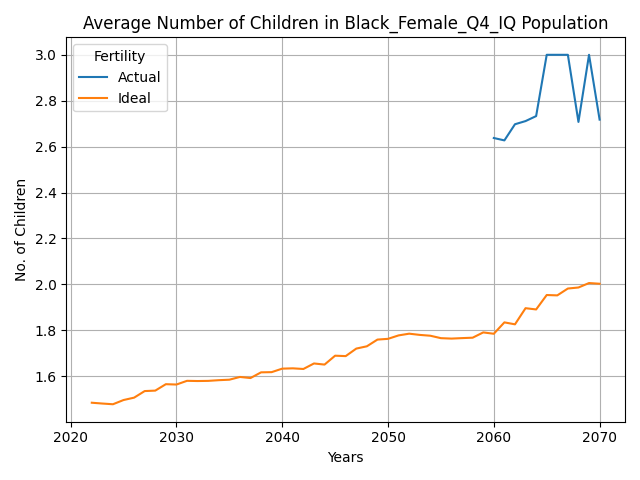 Average Number of Children in Black_Female_Q4_IQ Population
Fertility
Actual
Ideal
3.0
2.8
2.6
2.4
2.2
2.0
1.8
1.6
No. of Children
2020
2030
2040
2050
2060
2070
Years